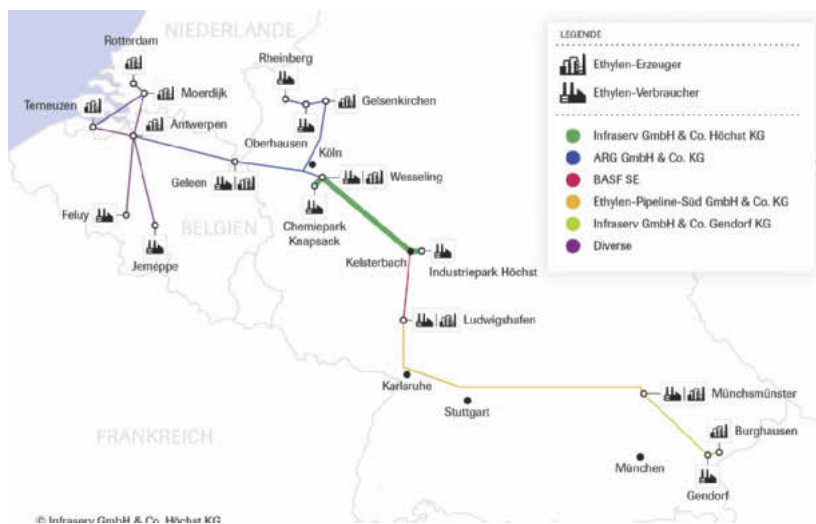 NIEDERLANDE
Rotterdam
Rheinberg
Moerdijk
Gelsenkirchen
Terneuzen
Antwerpen
Oberhausen
Köln
Geleen
Wesseling
Feluy
BELGIEN
Chemiepark
Knapsack
Jemeppe
Kelsterbach
Industriepark Höchst
Ludwigshafen
Karlsruhe
Stuttgart
Münchsmünster
Burghausen
FRANKREICH
München
Gendorf
LEGENDE
Ethylen-Erzeuger
Ethylen-Verbraucher
Infraserv GmbH & Co. Höchst KG
ARG GmbH & Co. KG
BASF SE
Ethylen-Pipeline-Süd GmbH & Co. KG
Infraserv GmbH & Co. Gendorf KG
Diverse
© Infraserv GmbH & Co. Höchst KG